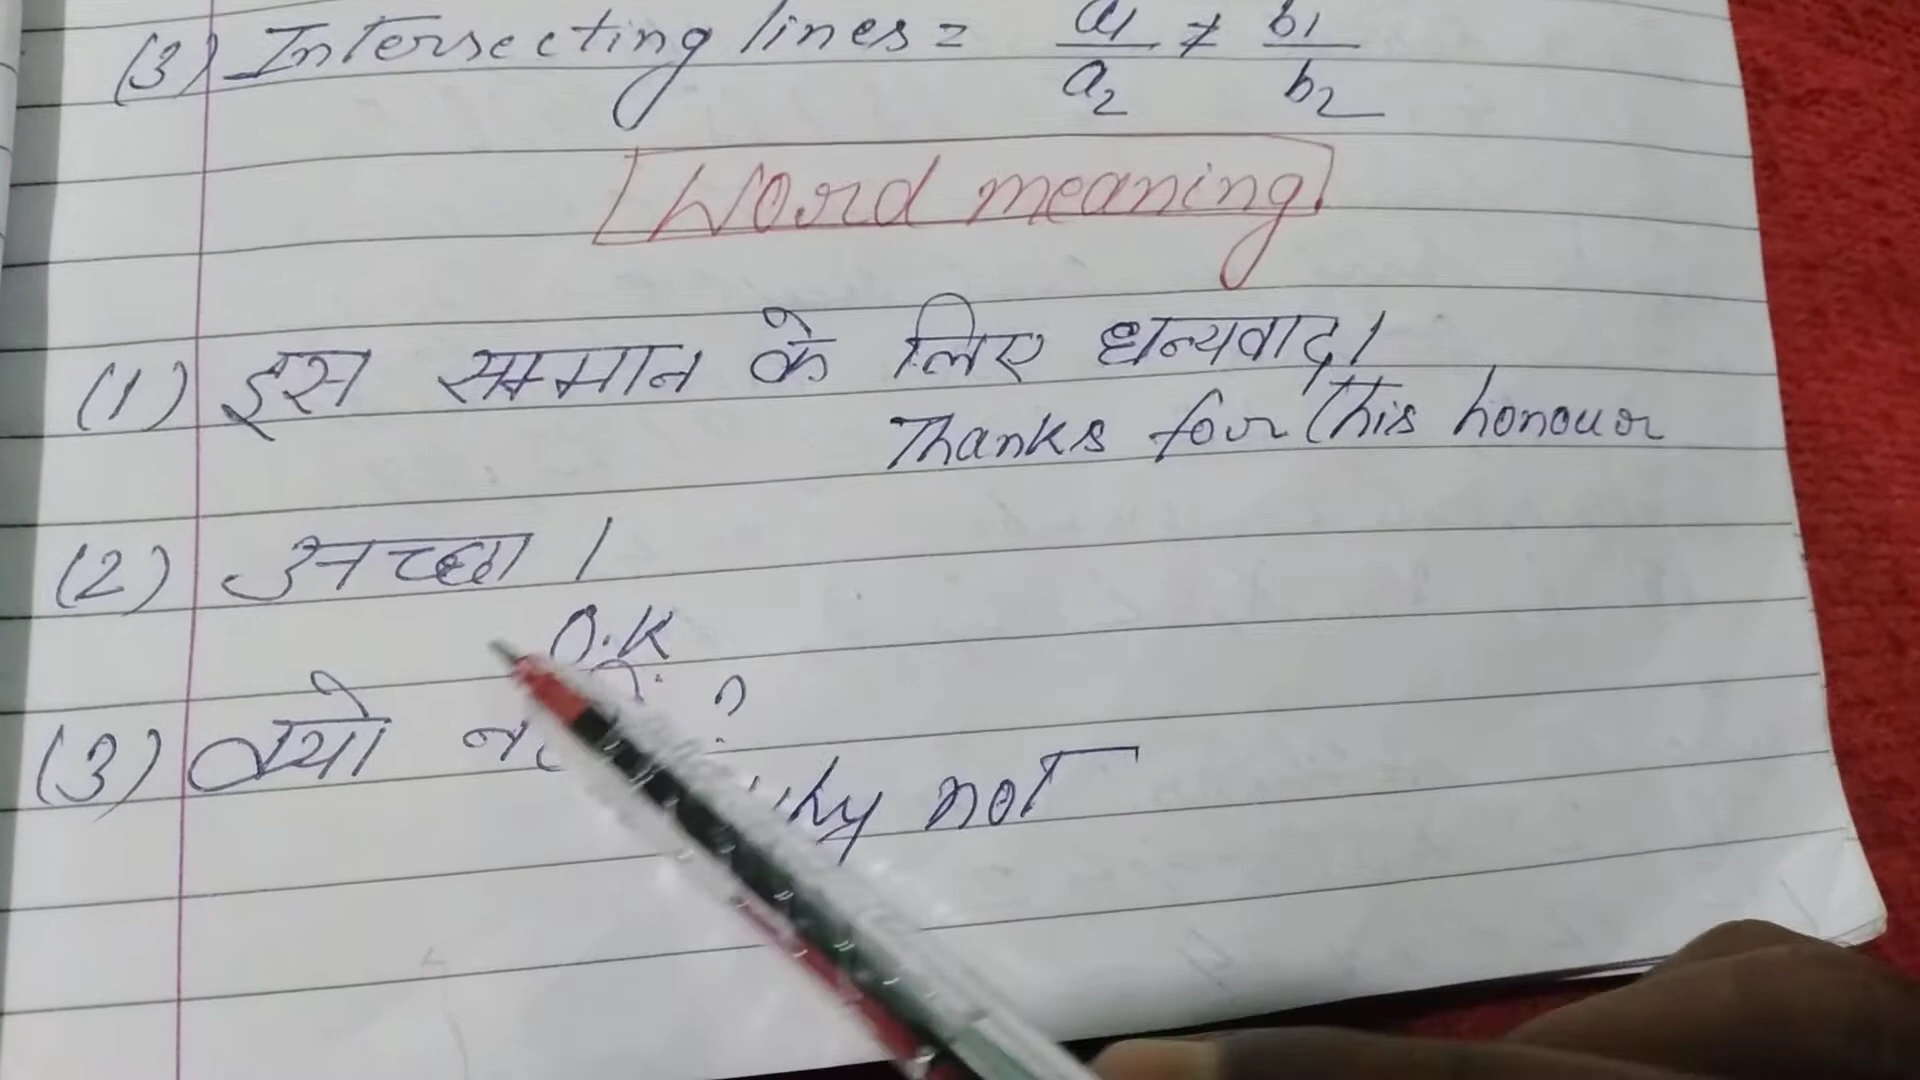 (3) Intersecting lines = a1/a2 ≠ b1/b2
Word meaning
(1) इस सम्मान के लिए धन्यवाद।
Thanks for This honour
(2) अच्छा।
O.K
(3) क्यो ?
why not